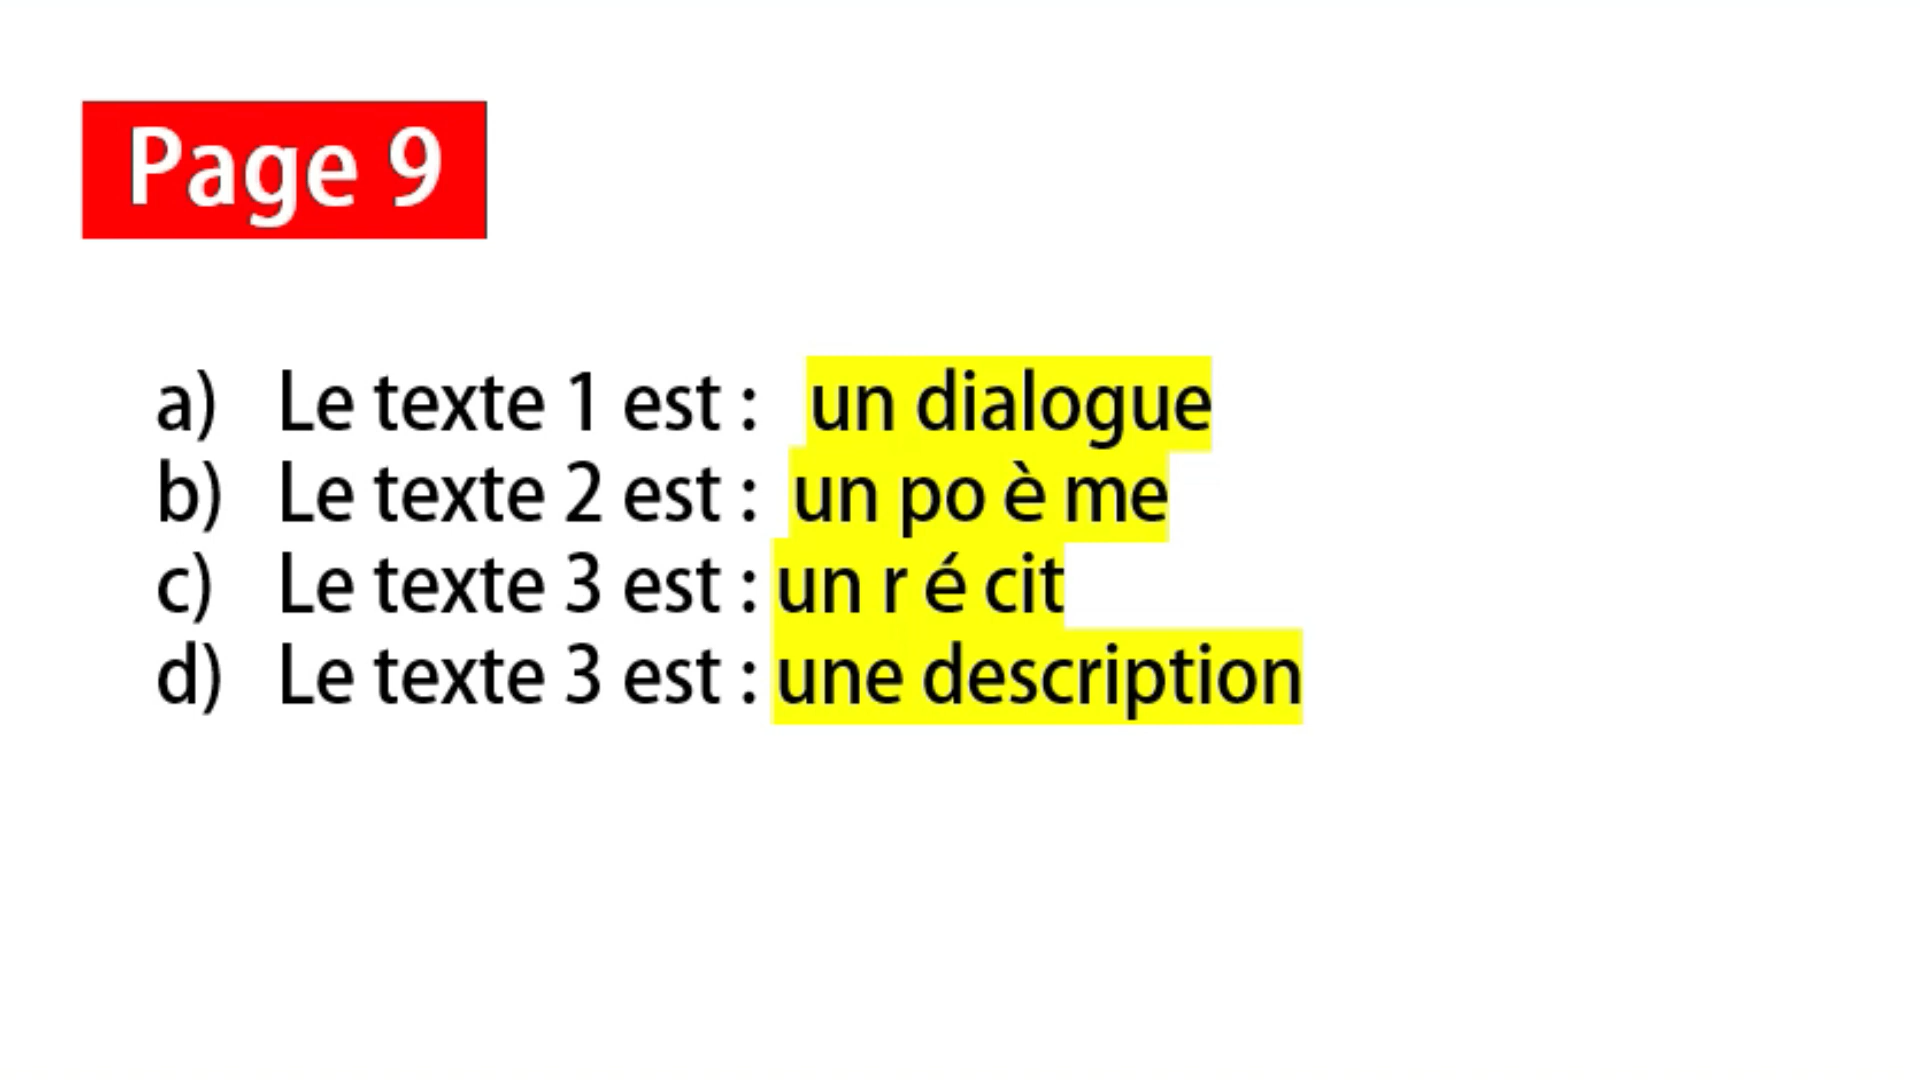 Page 9
a) Le texte 1 est : un dialogue
b) Le texte 2 est : un po è me
c) Le texte 3 est : un r é cit
d) Le texte 3 est : une description